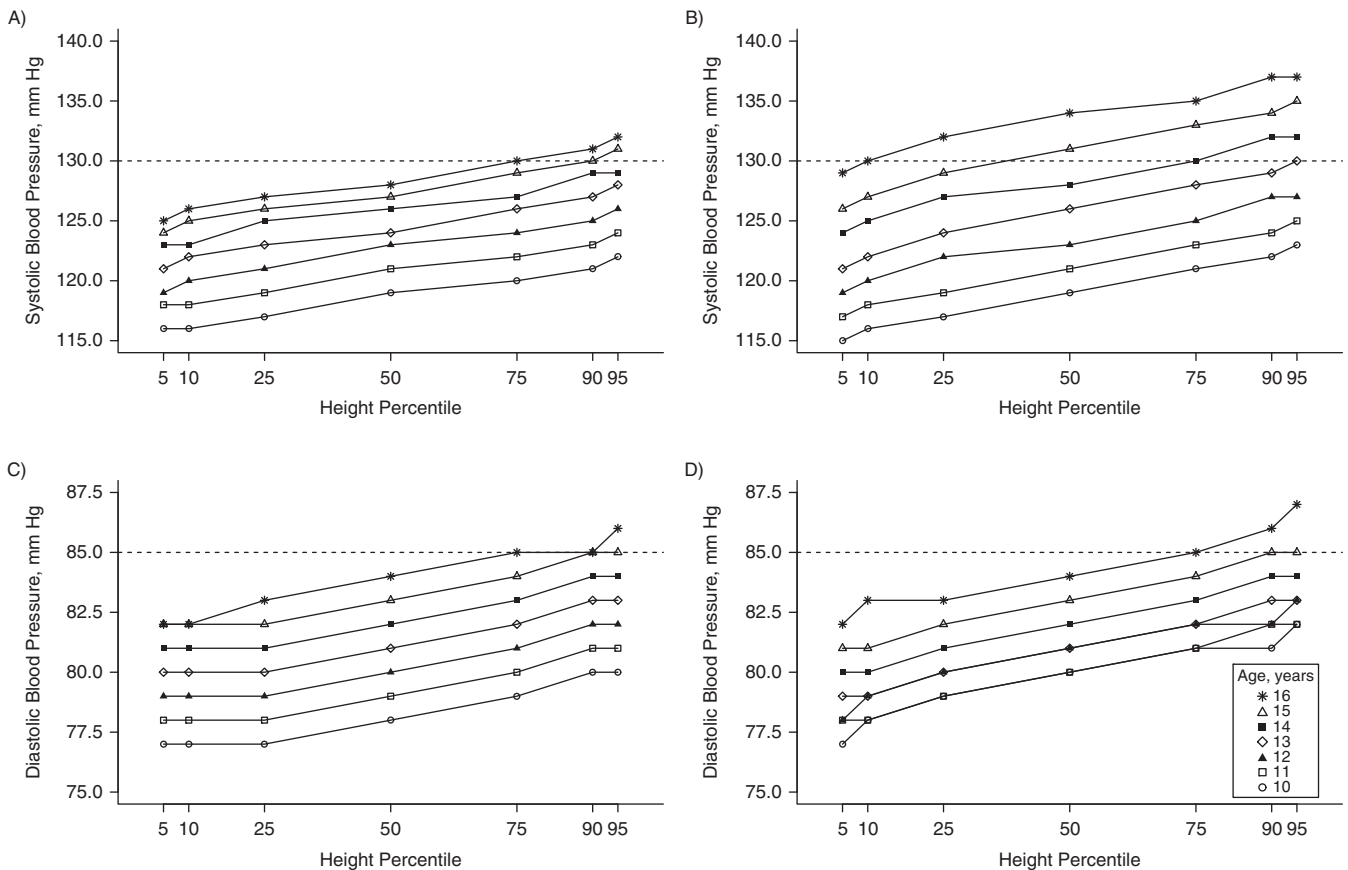 A)
Systolic Blood Pressure, mm Hg
140.0
135.0
130.0
125.0
120.0
115.0
5 10 25 50 75 90 95
Height Percentile
B)
Systolic Blood Pressure, mm Hg
140.0
135.0
130.0
125.0
120.0
115.0
5 10 25 50 75 90 95
Height Percentile
C)
Diastolic Blood Pressure, mm Hg
87.5
85.0
82.5
80.0
77.5
75.0
5 10 25 50 75 90 95
Height Percentile
D)
Diastolic Blood Pressure, mm Hg
87.5
85.0
82.5
80.0
77.5
75.0
5 10 25 50 75 90 95
Height Percentile
Age, years
16
15
14
13
12
11
10